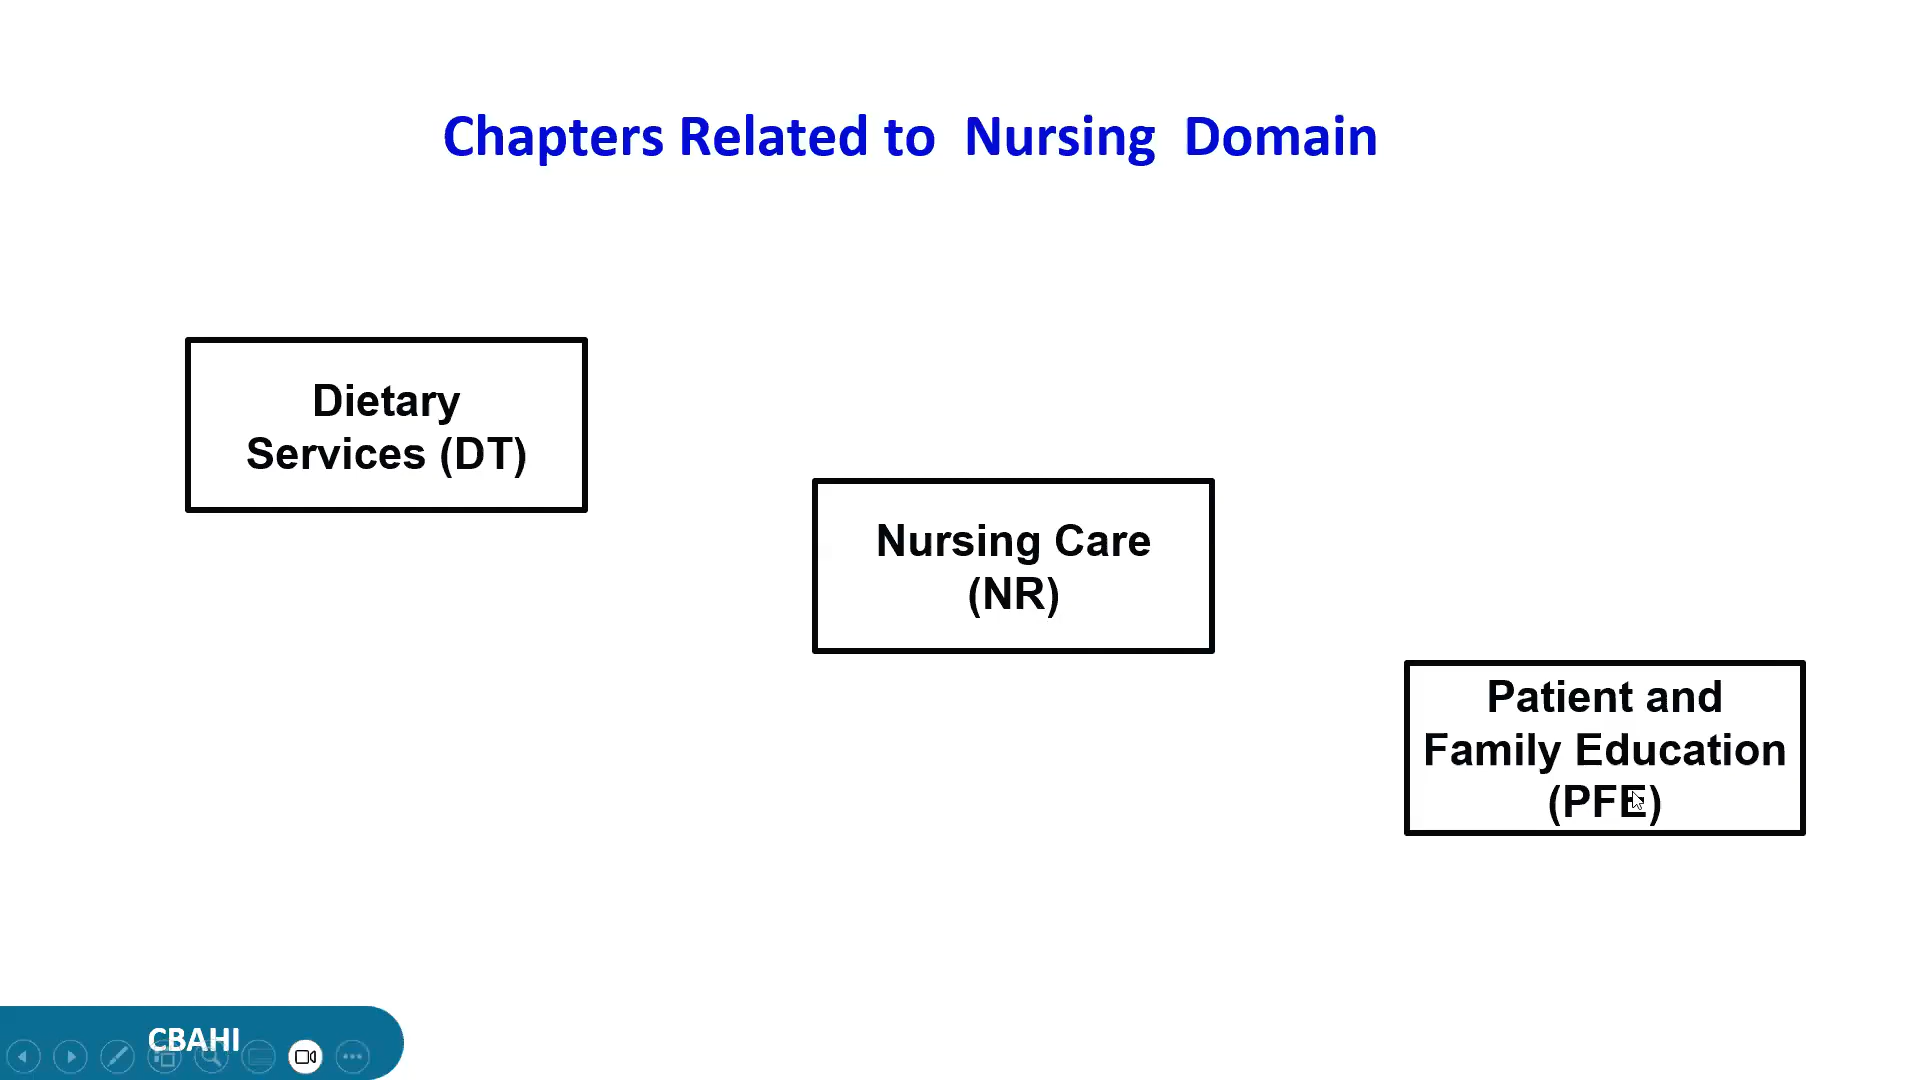 Chapters Related to Nursing Domain
Dietary
Services (DT)
Nursing Care
(NR)
Patient and
Family Education
(PFE)
CBAHI